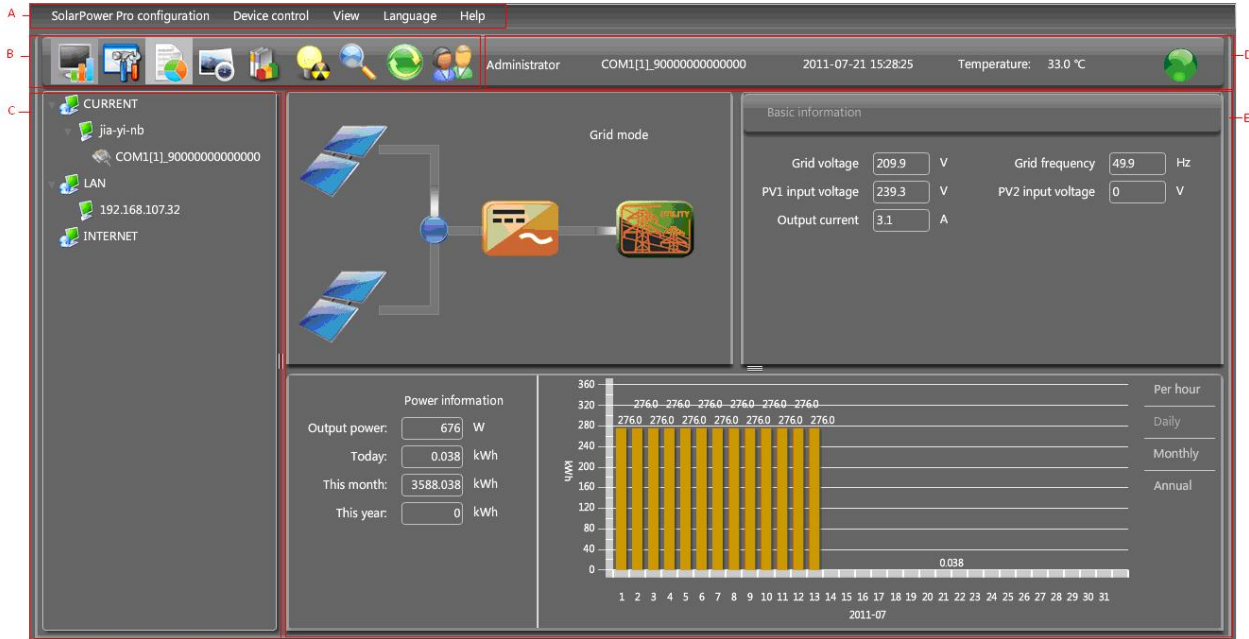 A
SolarPower Pro configuration Device control View Language Help
B
Administrator COM1[1]_90000000000000 2011-07-21 15:28:25 Temperature: 33.0 ℃
D
C
CURRENT
jia-yi-nb
COM1[1]_90000000000000
LAN
192.168.107.32
INTERNET
Grid mode
UTILITY
E
Basic information
Grid voltage 209.9 V Grid frequency 49.9 Hz
PV1 input voltage 239.3 V PV2 input voltage 0 V
Output current 3.1 A
Power information
Output power: 676 W
Today: 0.038 kWh
This month: 3588.038 kWh
This year: 0 kWh
kWh
360
320
280
240
200
160
120
80
40
0
276.0 276.0 276.0 276.0 276.0 276.0
276.0 276.0 276.0 276.0 276.0 276.0 276.0
0.038
1 2 3 4 5 6 7 8 9 10 11 12 13 14 15 16 17 18 19 20 21 22 23 24 25 26 27 28 29 30 31
2011-07
Per hour
Daily
Monthly
Annual